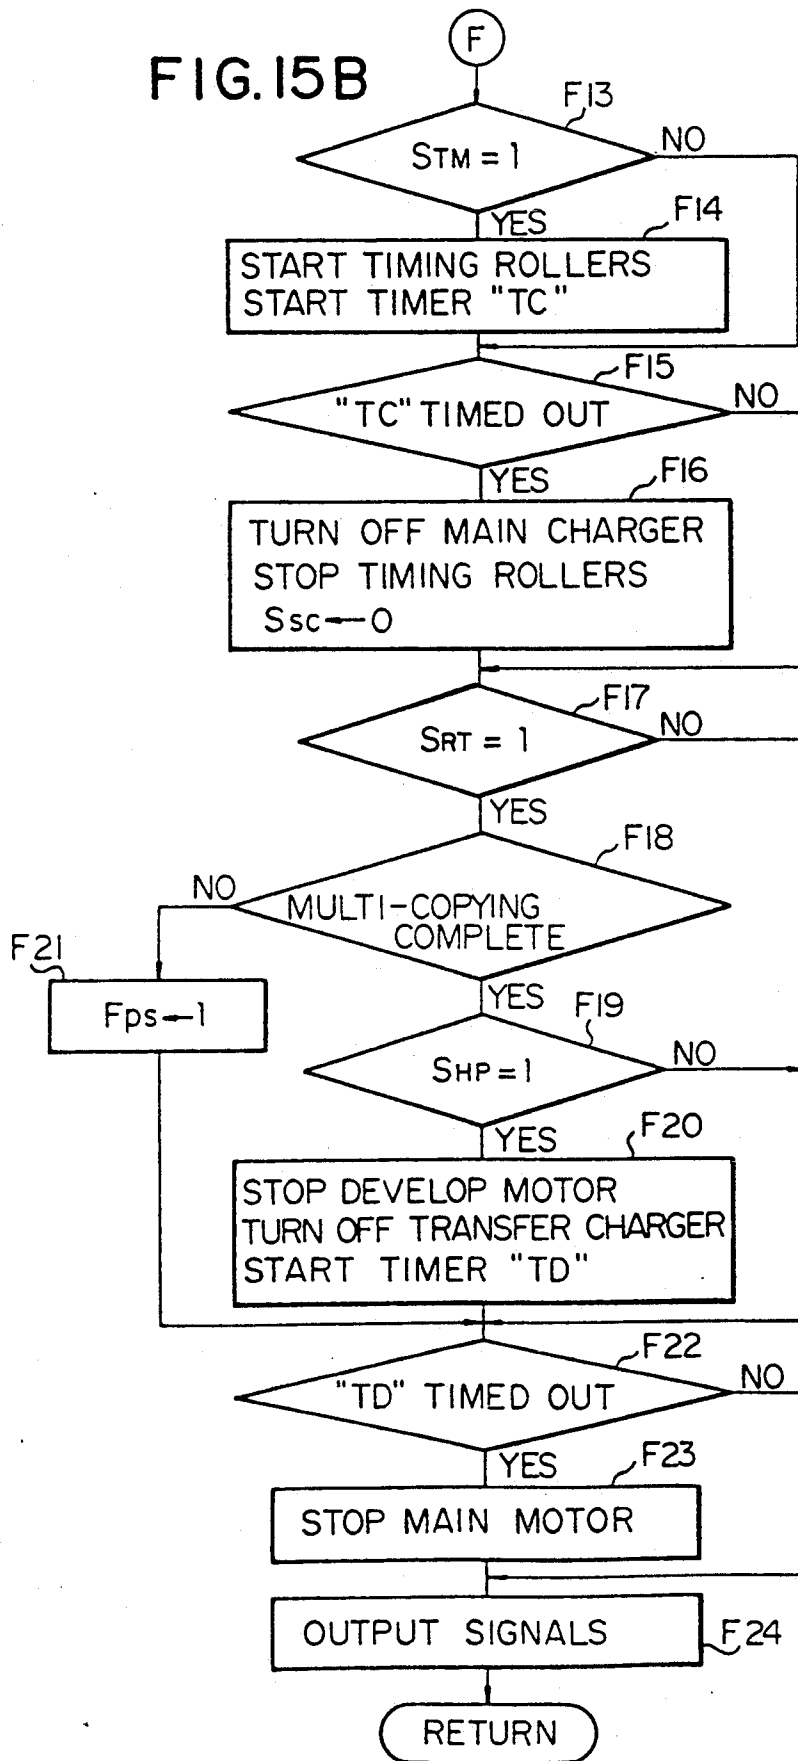 F
FIG.15B
F13
STM = 1
NO
YES
F14
START TIMING ROLLERS
START TIMER "TC"
F15
"TC" TIMED OUT
NO
YES
F16
TURN OFF MAIN CHARGER
STOP TIMING ROLLERS
Ssc←0
F17
SRT = 1
NO
YES
F18
NO
MULTI-COPYING
COMPLETE
F21
Fps←1
YES
F19
SHP=1
NO
YES
F20
STOP DEVELOP MOTOR
TURN OFF TRANSFER CHARGER
START TIMER "TD"
F22
"TD" TIMED OUT
NO
YES
F23
STOP MAIN MOTOR
OUTPUT SIGNALS
F24
RETURN